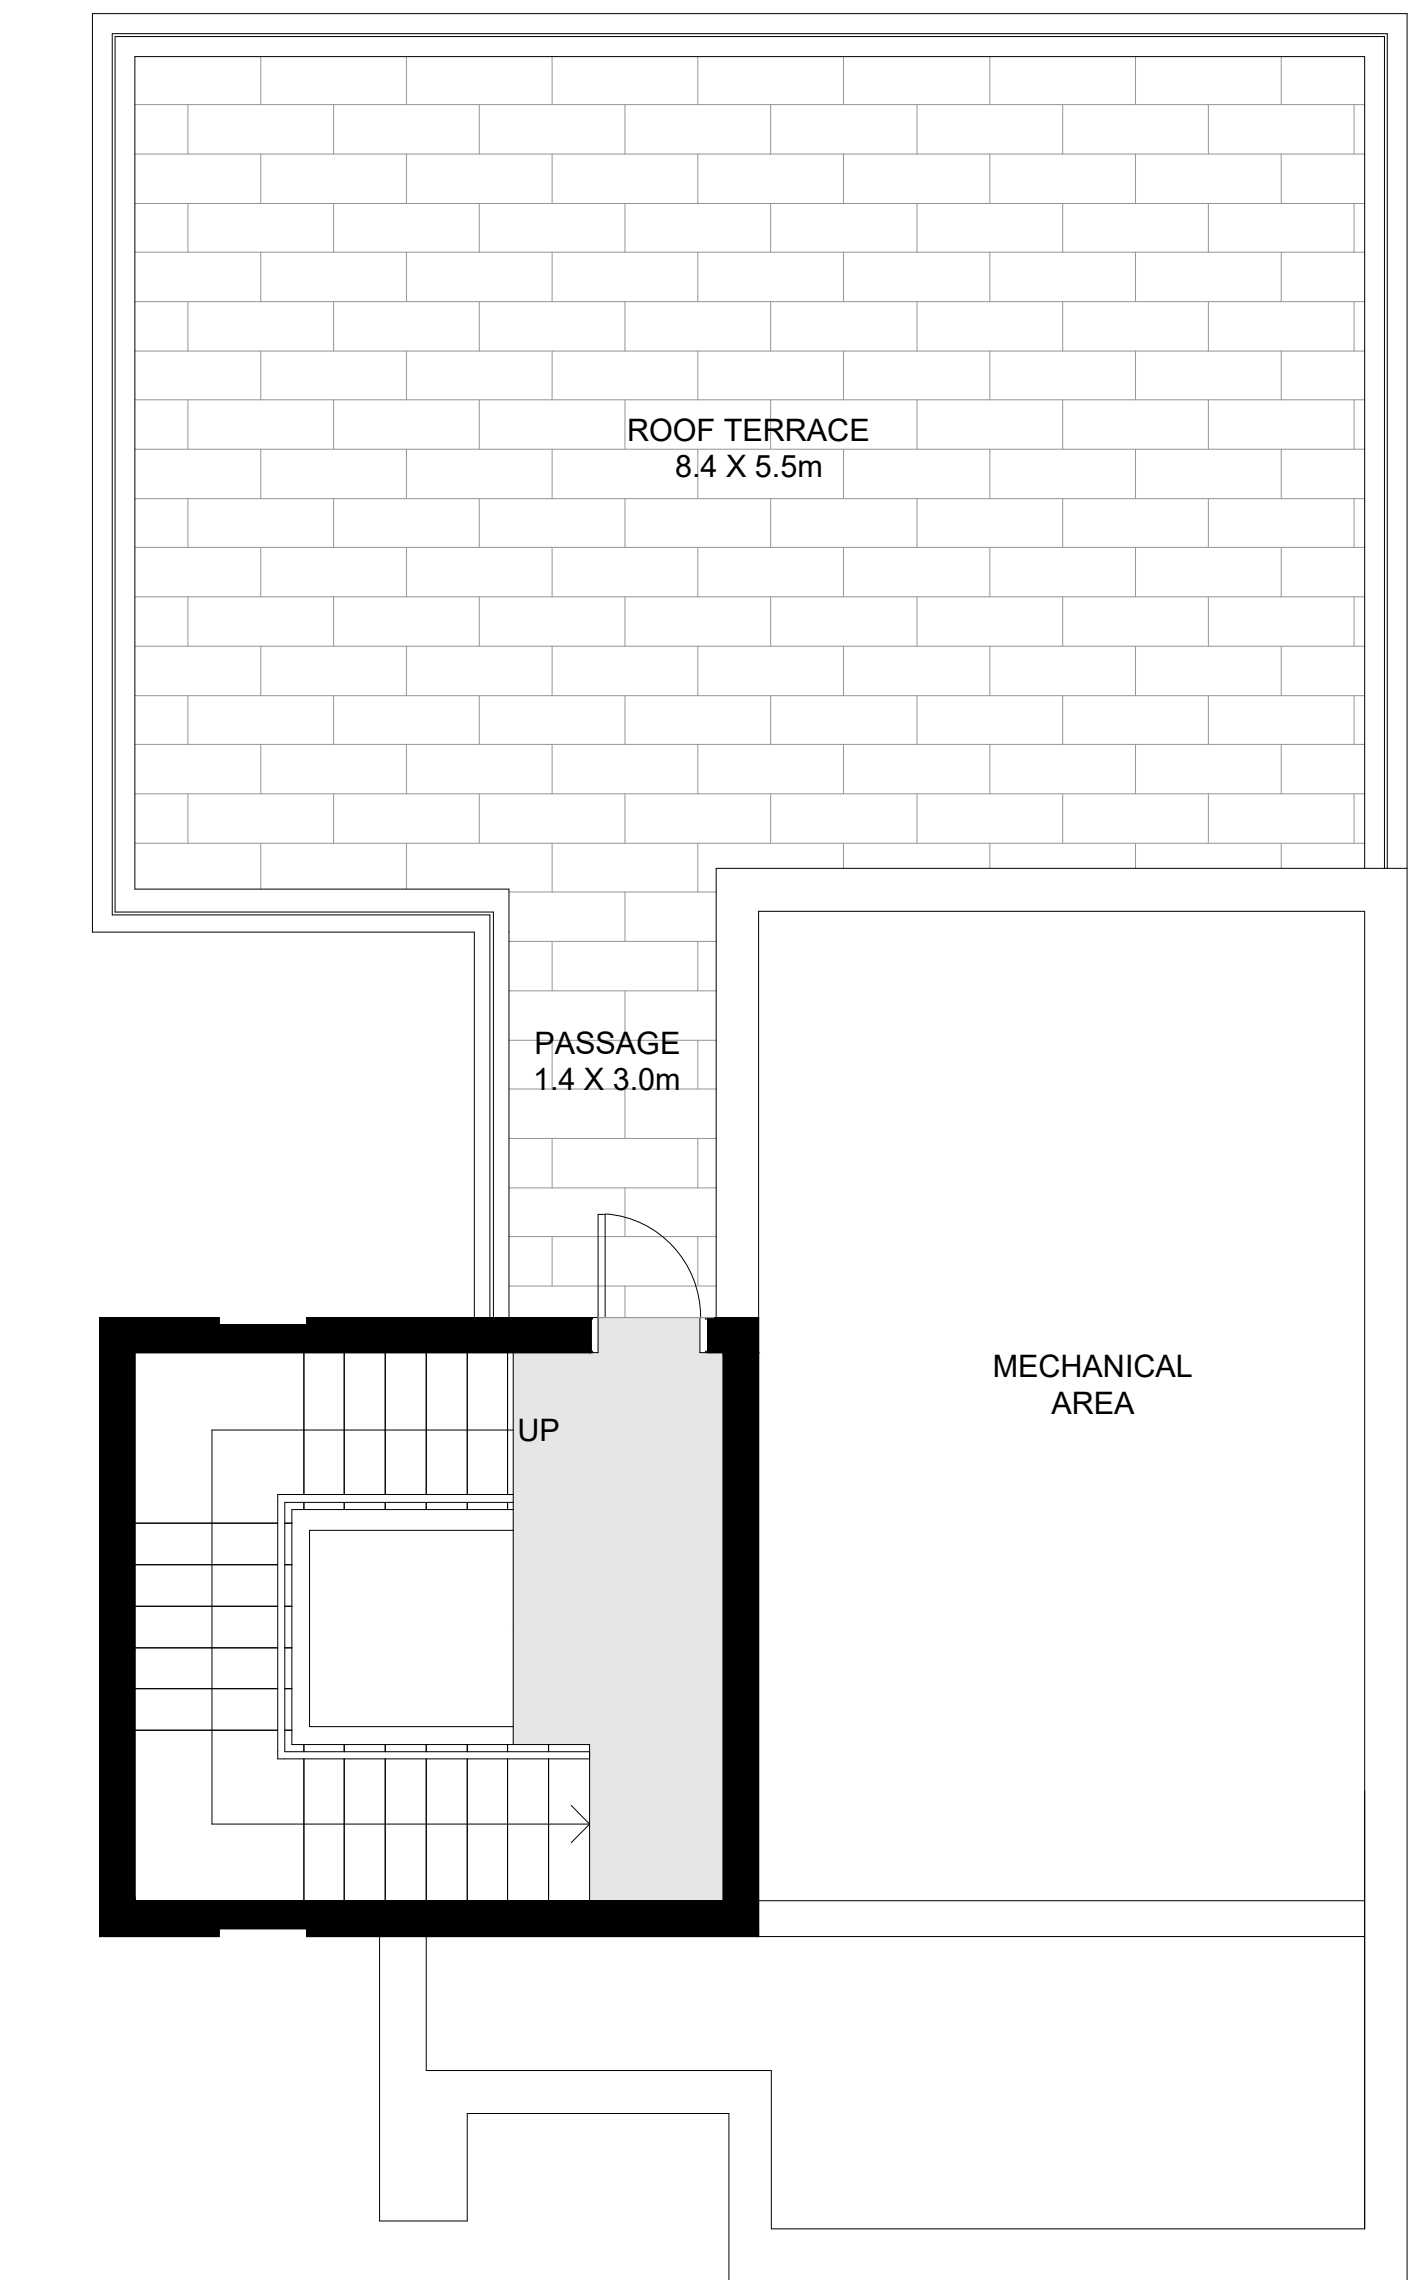 ROOF TERRACE
8.4 X 5.5m
PASSAGE
1.4 X 3.0m
MECHANICAL
AREA
UP